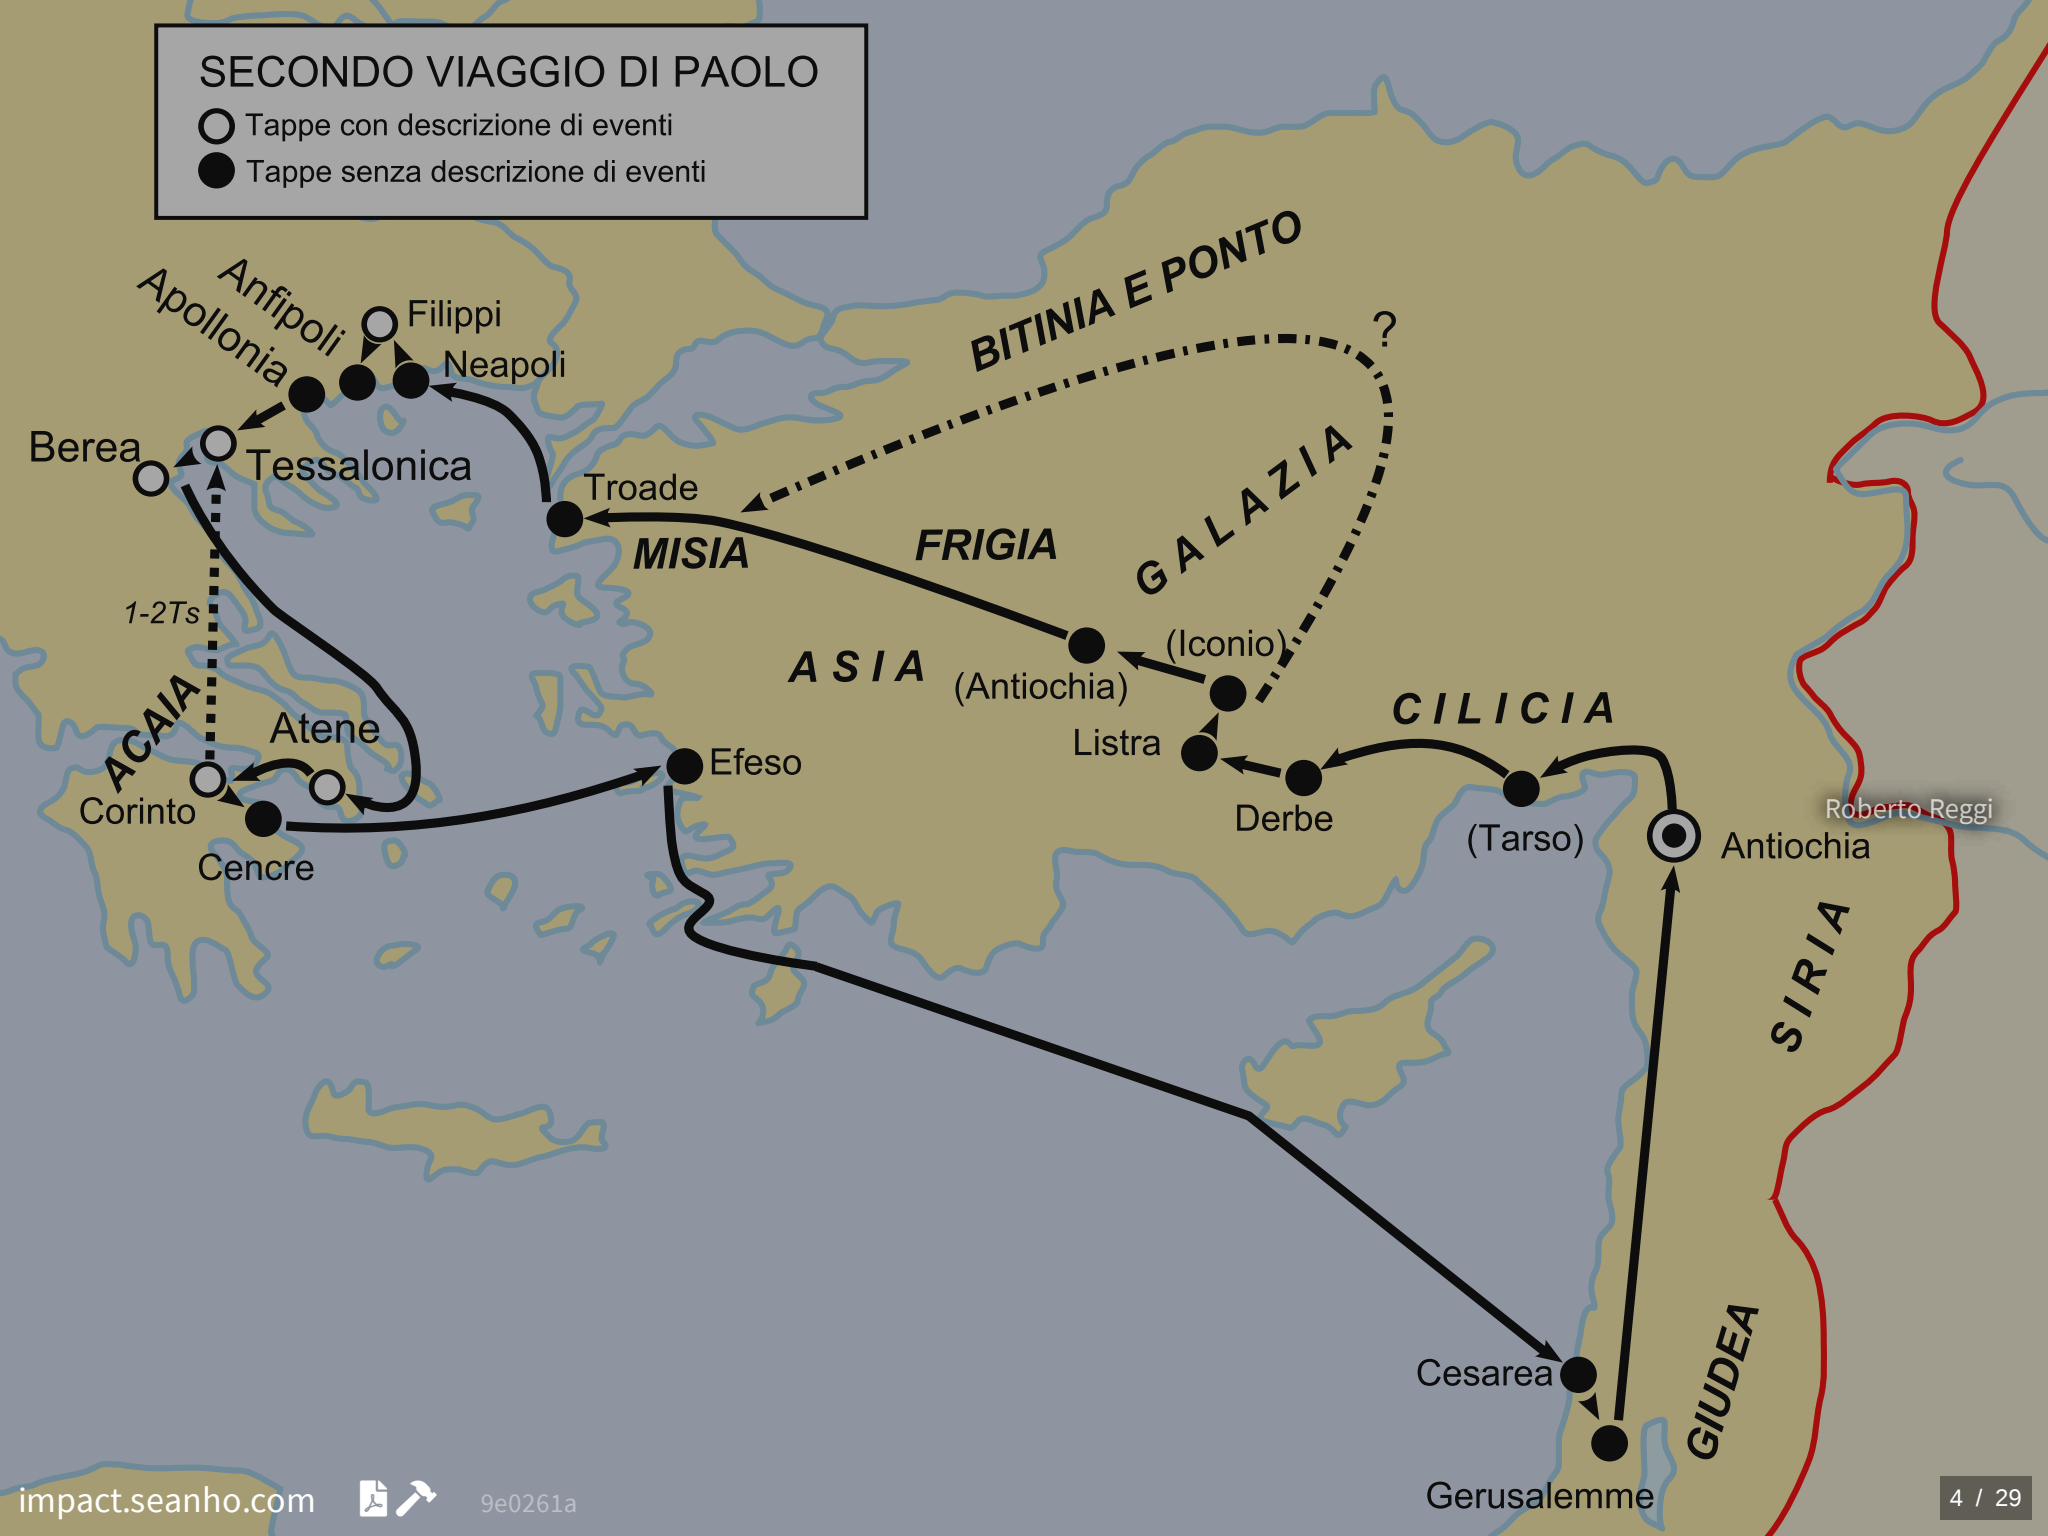 SECONDO VIAGGIO DI PAOLO
Tappe con descrizione di eventi
Tappe senza descrizione di eventi
BITINIA E PONTO
?
Anfipoli
Apollonia
Filippi
Neapoli
Berea
Tessalonica
Troade
MISIA
FRIGIA
GALAZIA
1-2Ts
ASIA
(Iconio)
(Antiochia)
CILICIA
ACAIA
Atene
Listra
Efeso
Corinto
Derbe
(Tarso)
Roberto Reggi
Antiochia
Cencre
SIRIA
Cesarea
GIUDEA
Gerusalemme
impact.seanho.com
9e0261a
4 / 29